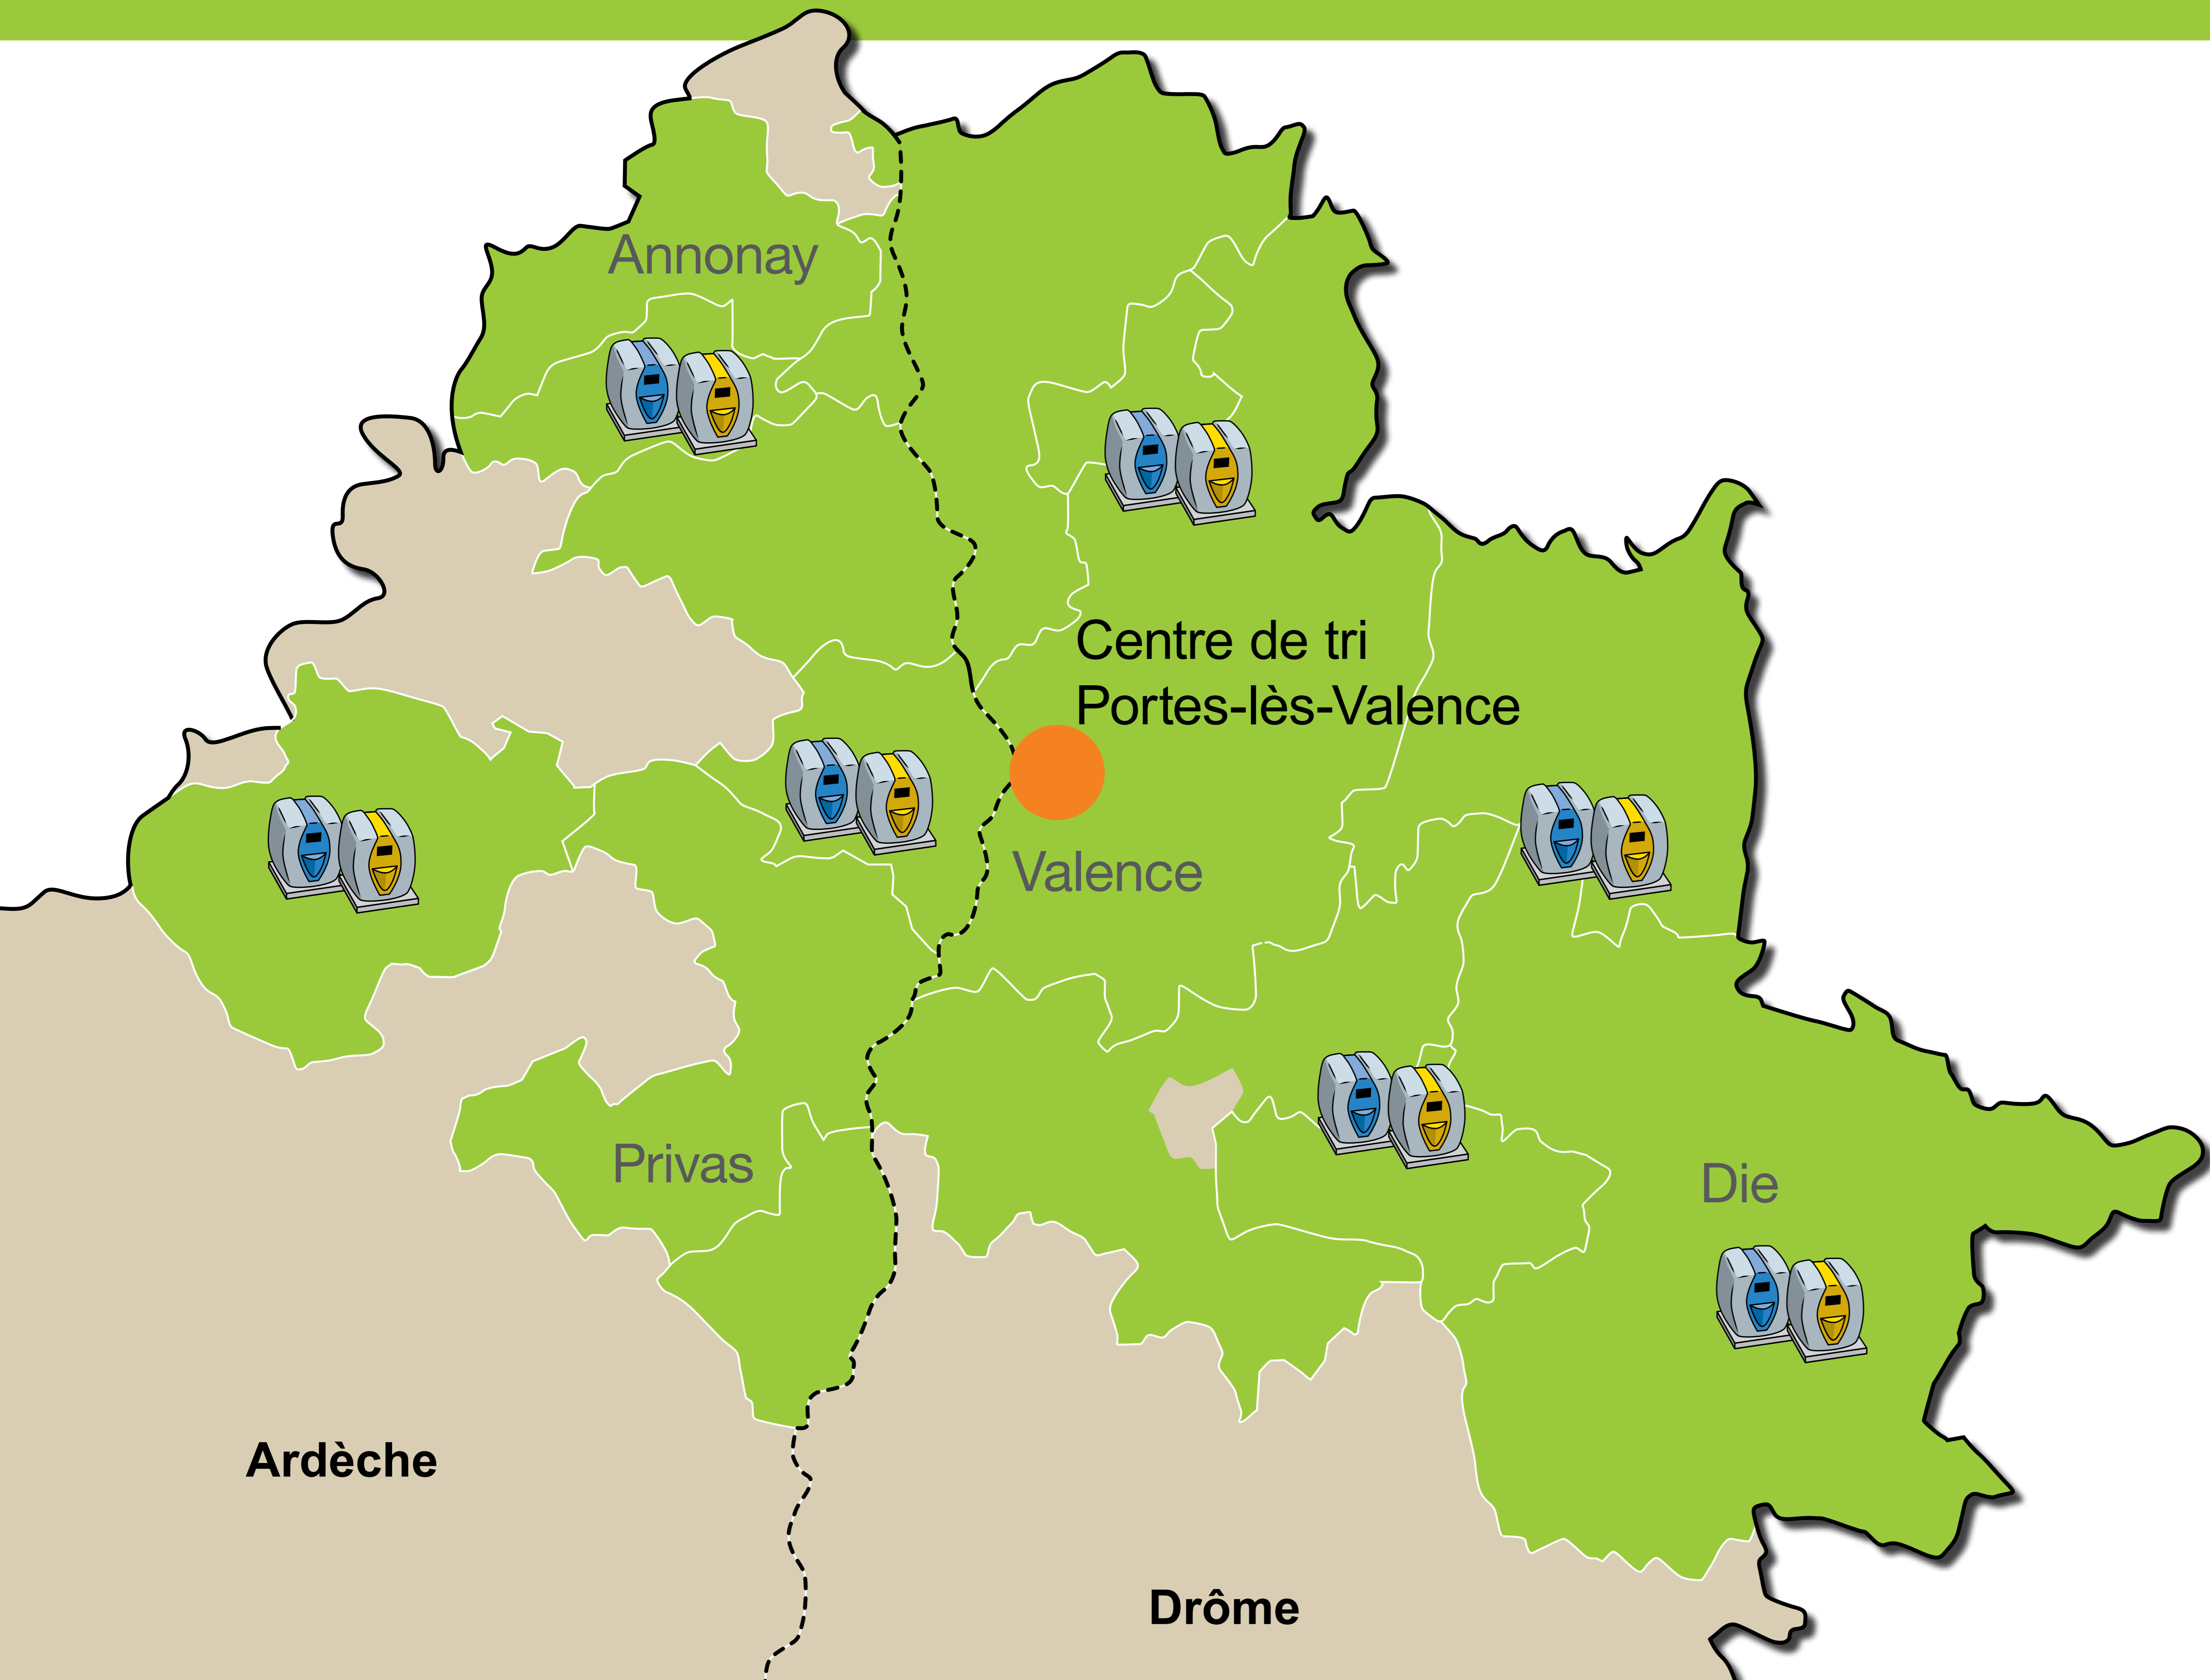 Annonay
Centre de tri
Portes-lès-Valence
Valence
Privas
Die
Ardèche
Drôme